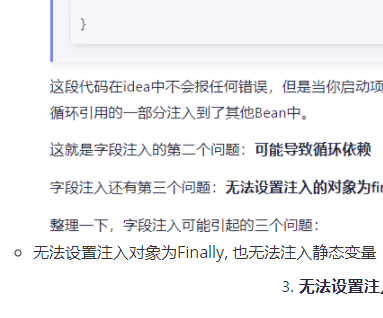 }
这段代码在idea中不会报任何错误，但是当你启动项
循环引用的一部分注入到了其他Bean中。
这就是字段注入的第二个问题：可能导致循环依赖
字段注入还有第三个问题：无法设置注入的对象为fin
整理一下，字段注入可能引起的三个问题：
无法设置注入对象为Finally, 也无法注入静态变量
3. 无法设置注